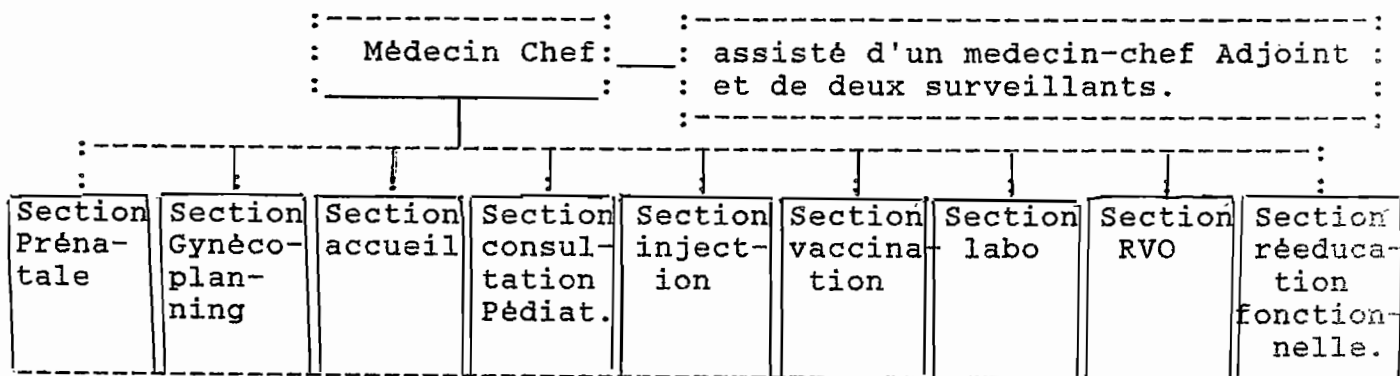 Médecin Chef
assisté d'un medecin-chef Adjoint
et de deux surveillants.
Section
Préna-
tale
Section
Gynéco-
plan-
ning
Section
accueil
Section
consul-
tation
Pédiat.
Section
inject-
ion
Section
vaccina-
tion
Section
labo
Section
RVO
Section
réeduca-
tion
fonction-
nelle.